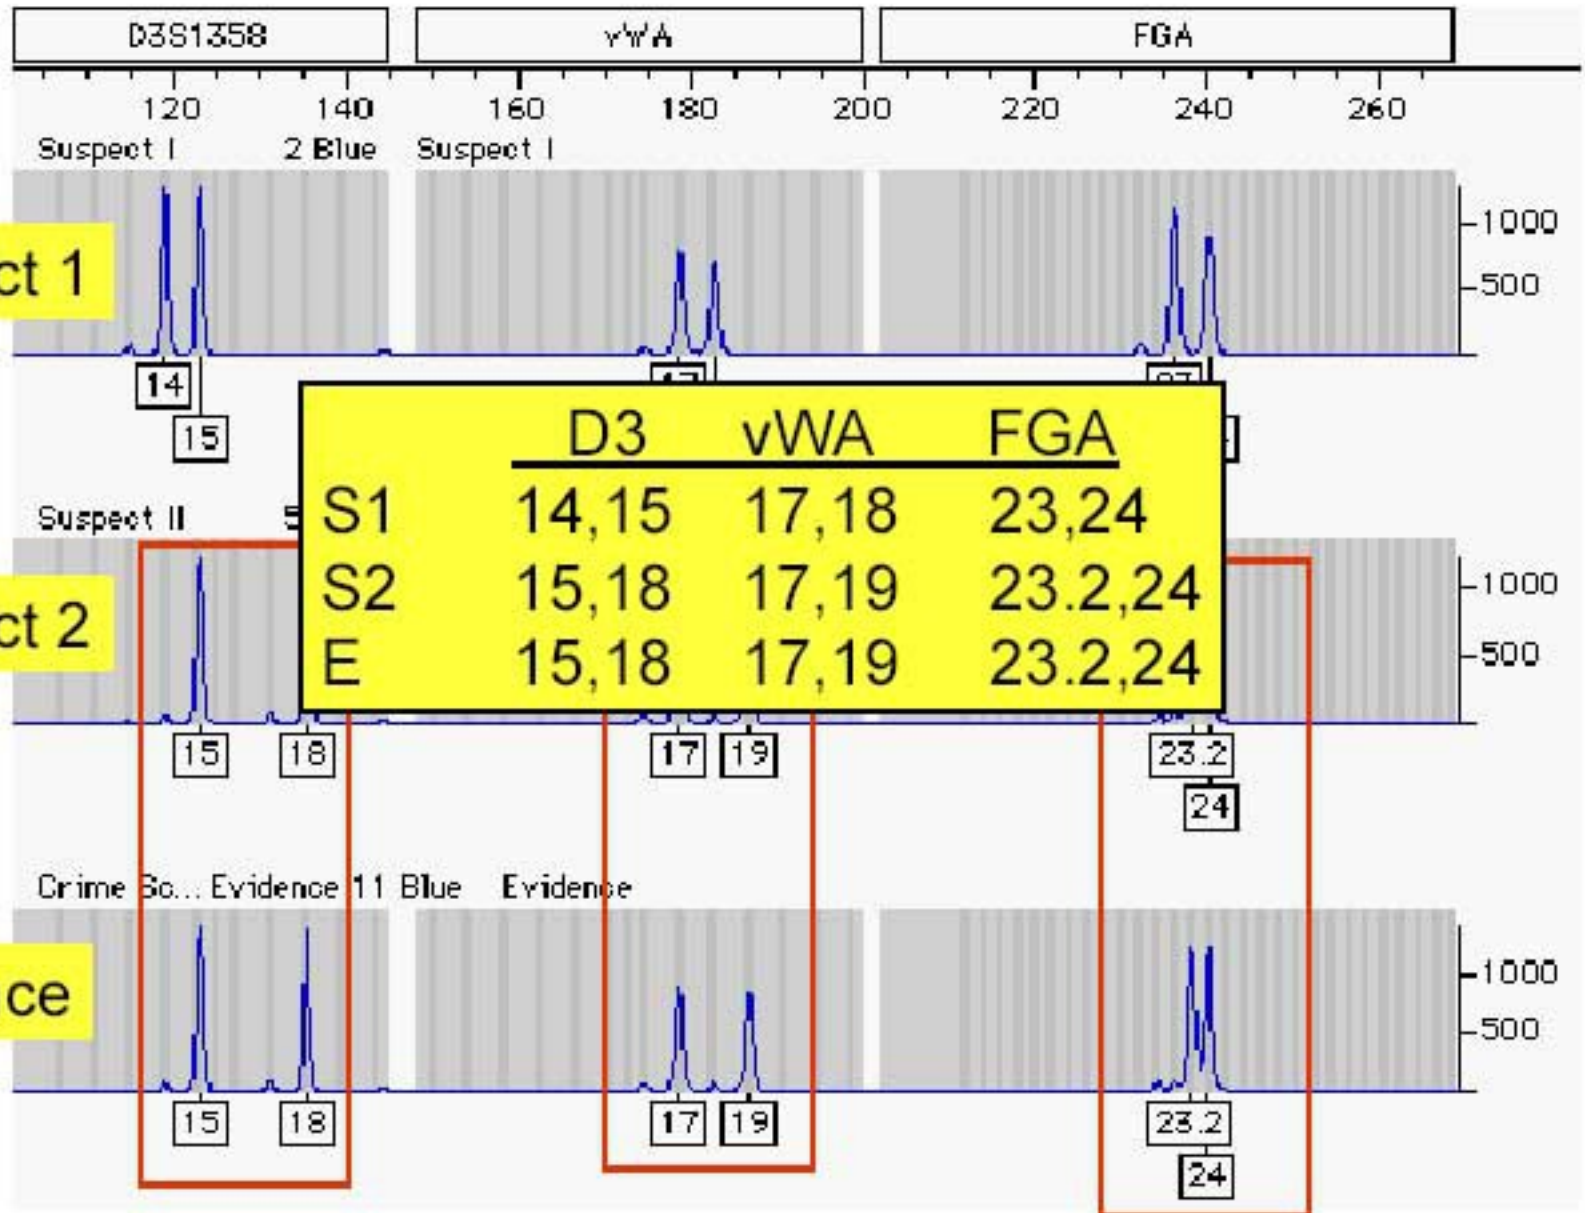 D3S1358 vWA FGA
120 140 160 180 200 220 240 260
Suspect I 2 Blue Suspect I
1000
ct 1
500
14
15
D3 vWA FGA
S1 14,15 17,18 23,24
Suspect II 5
S2 15,18 17,19 23.2,24
1000
ct 2
E 15,18 17,19 23.2,24
500
15 18 17 19 23.2
24
Crime Sc... Evidence 11 Blue Evidence
1000
ce
500
15 18 17 19 23.2
24